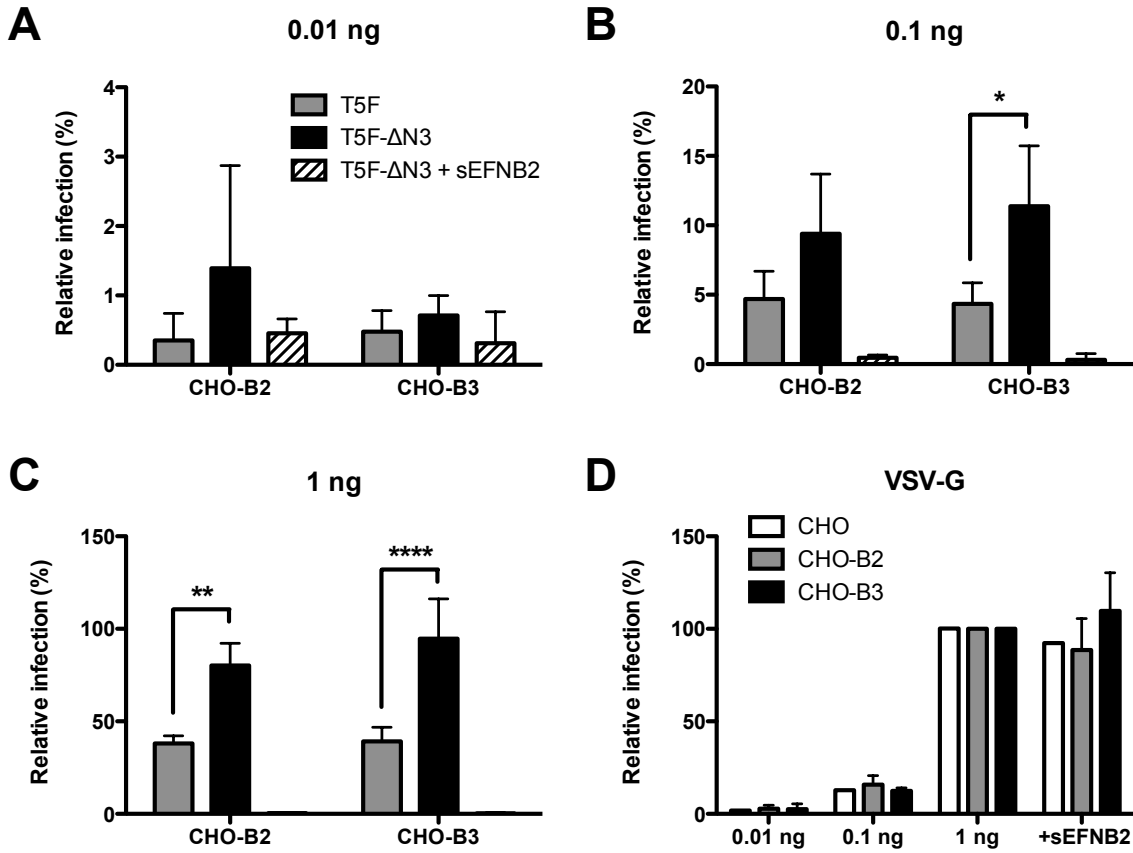 A
0.01 ng
Relative infection (%)
4
3
2
1
0
T5F
T5F-ΔN3
T5F-ΔN3 + sEFNB2
CHO-B2
CHO-B3
B
0.1 ng
Relative infection (%)
20
15
10
5
0
*
CHO-B2
CHO-B3
C
1 ng
Relative infection (%)
150
100
50
0
**
****
CHO-B2
CHO-B3
D
VSV-G
Relative infection (%)
150
100
50
0
CHO
CHO-B2
CHO-B3
0.01 ng
0.1 ng
1 ng
+sEFNB2